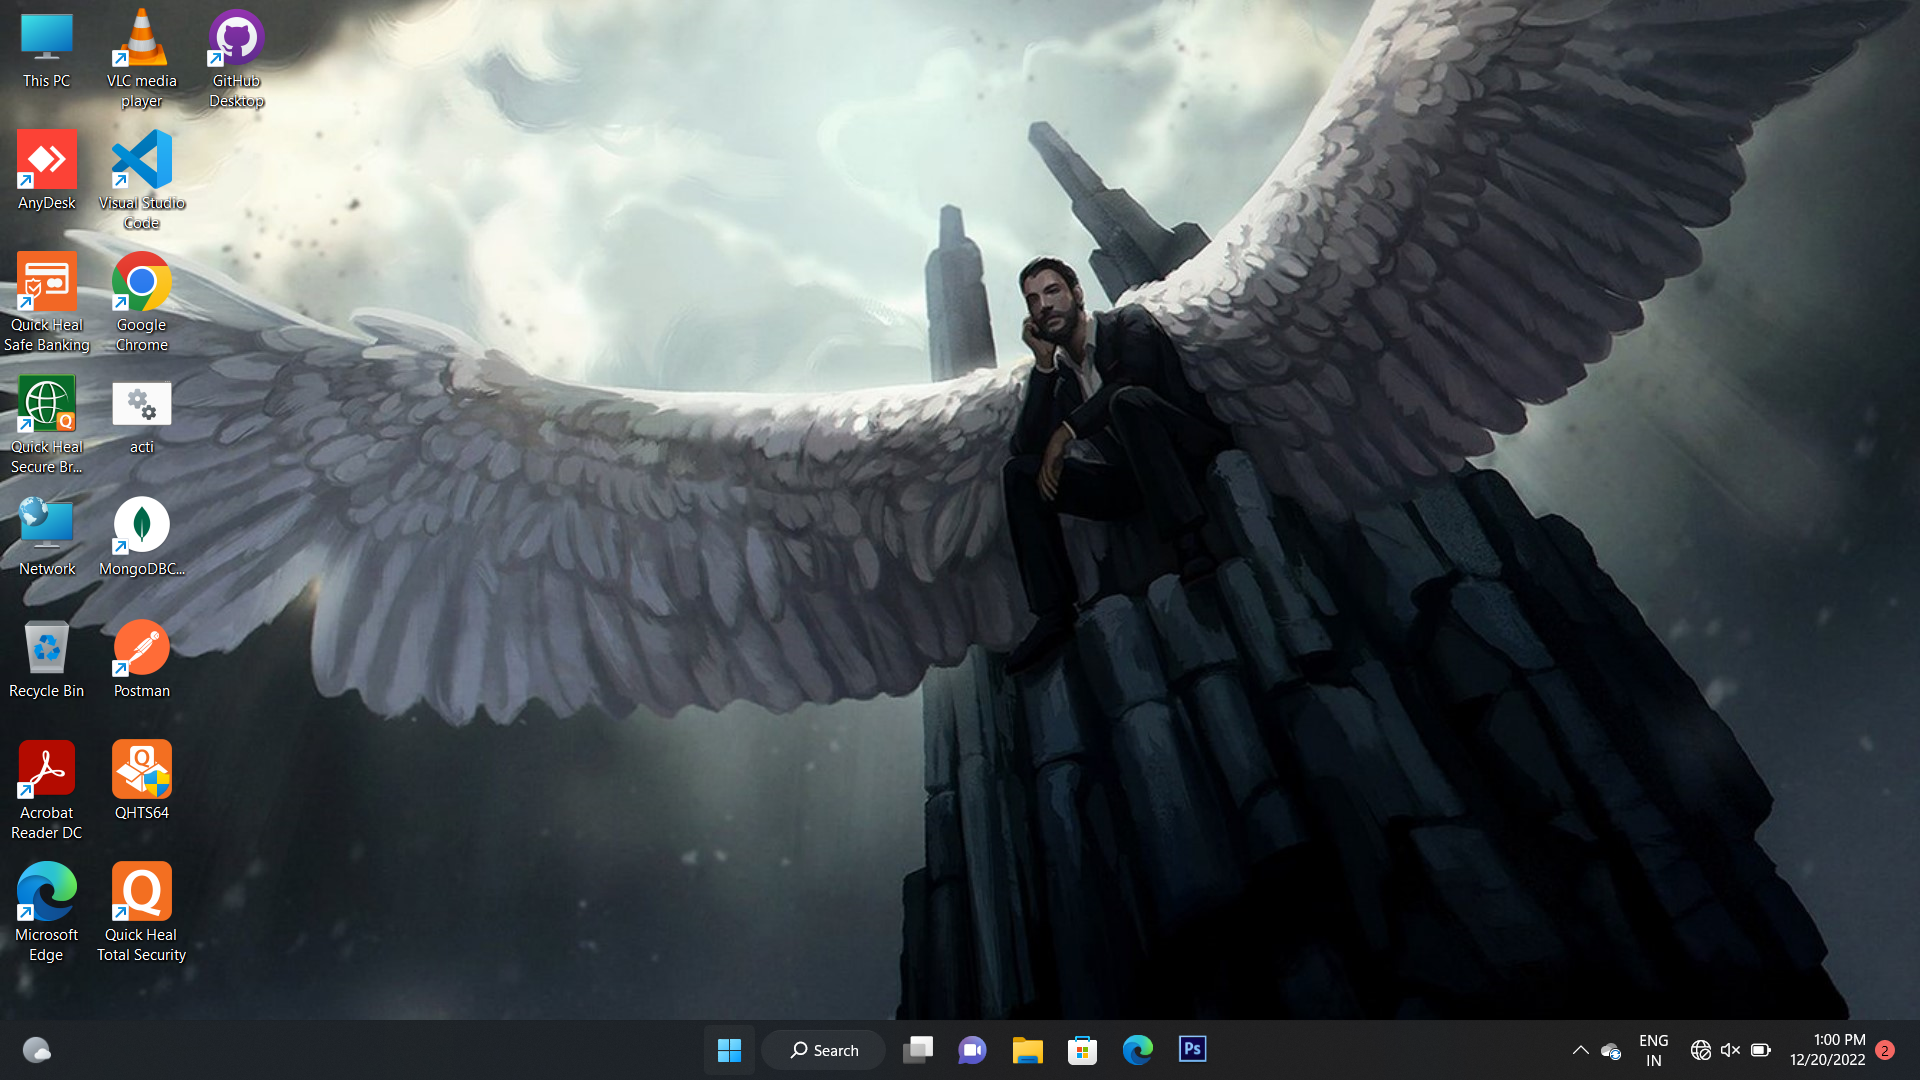 This PC
VLC media
player
GitHub
Desktop
AnyDesk
Visual Studio
Code
Quick Heal
Safe Banking
Google
Chrome
Quick Heal
Secure Br...
acti
Network
MongoDBC...
Recycle Bin
Postman
Acrobat
Reader DC
QHTS64
Microsoft
Edge
Quick Heal
Total Security
Search
Ps
ENG
IN
1:00 PM
12/20/2022
2